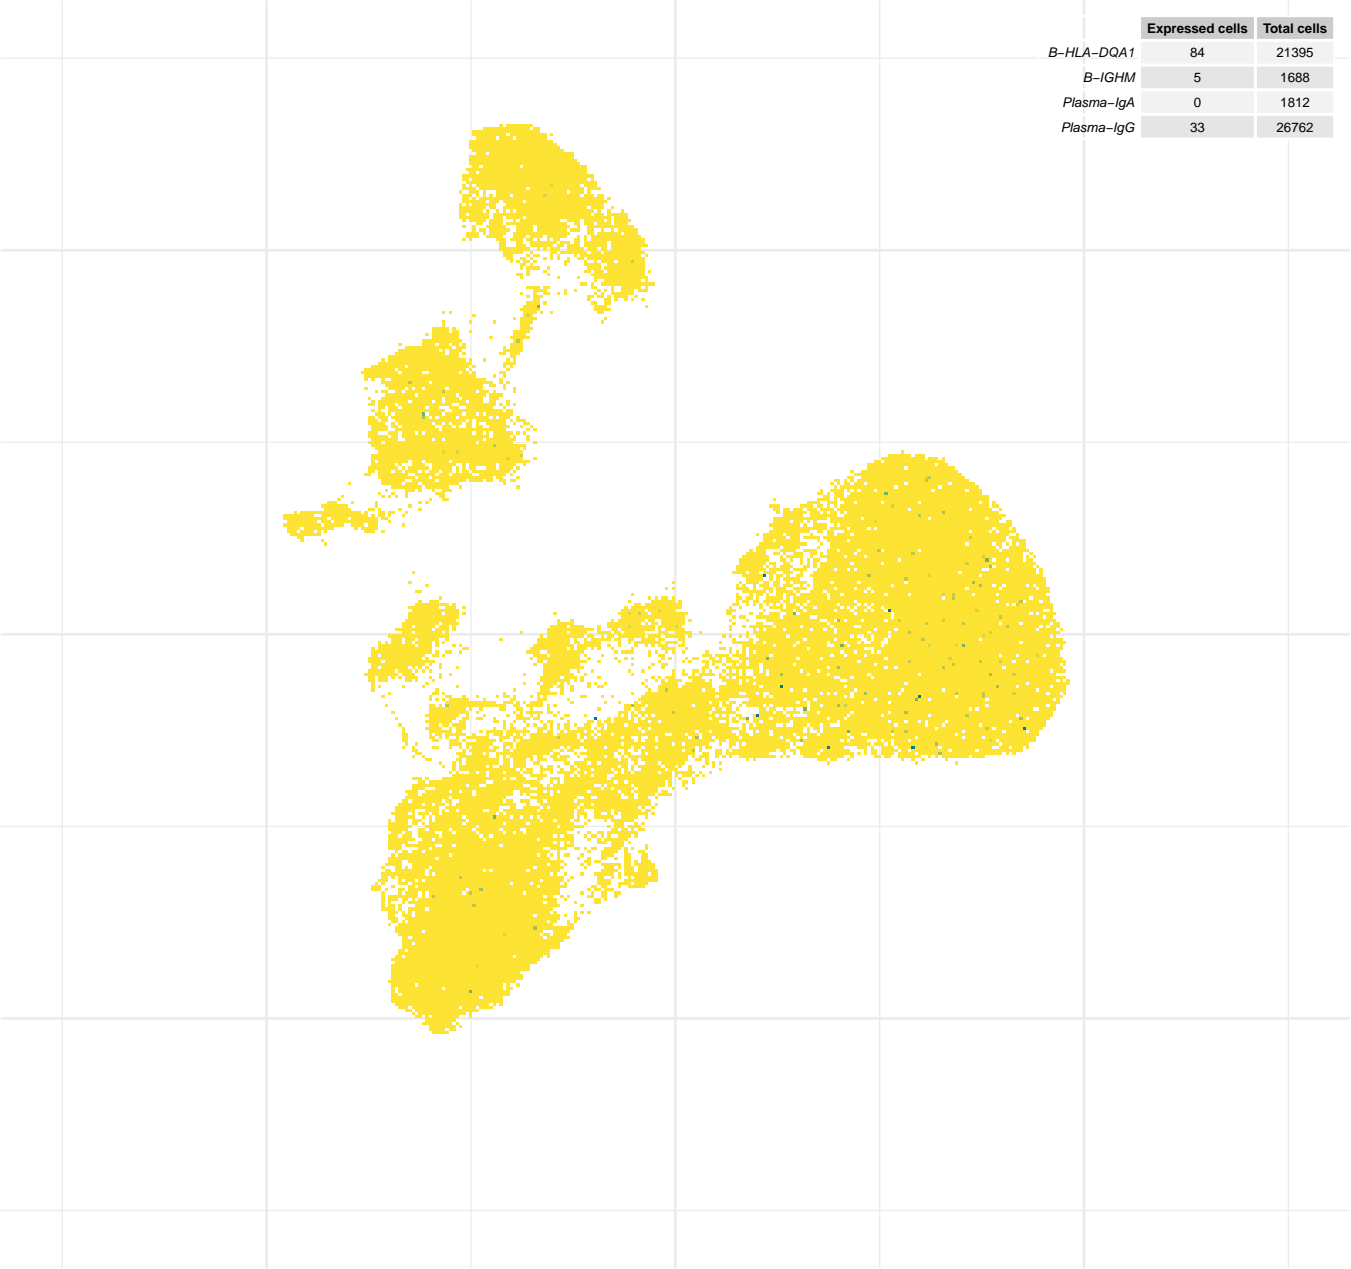 Expressed cells Total cells
B−HLA−DQA1 84 21395
B−IGHM 5 1688
Plasma−IgA 0 1812
Plasma−IgG 33 26762